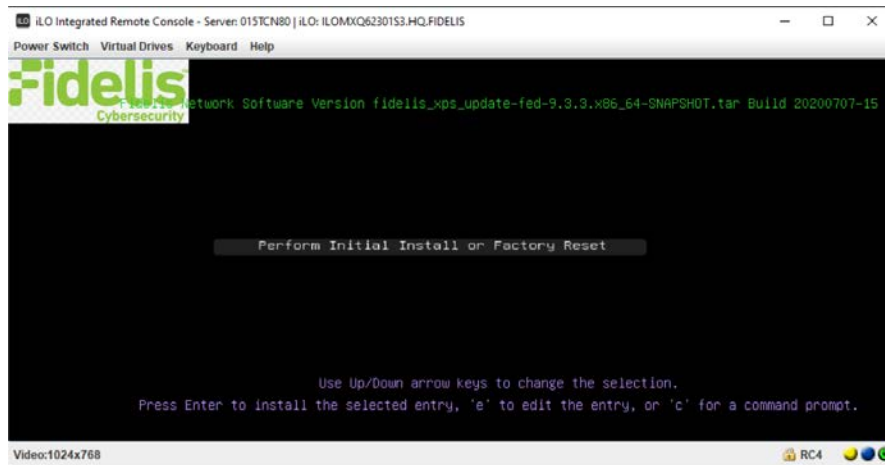 iLO Integrated Remote Console - Server: 015TCN80 | iLO: ILOMXQ62301S3.HQ.FIDELIS
Power Switch Virtual Drives Keyboard Help
Fidelis
Cybersecurity
Network Software Version fidelis_xps_update-fed-9.3.3.x86_64-SNAPSHOT.tar Build 20200707-15
Perform Initial Install or Factory Reset
Use Up/Down arrow keys to change the selection.
Press Enter to install the selected entry, 'e' to edit the entry, or 'c' for a command prompt.
Video:1024x768
RC4